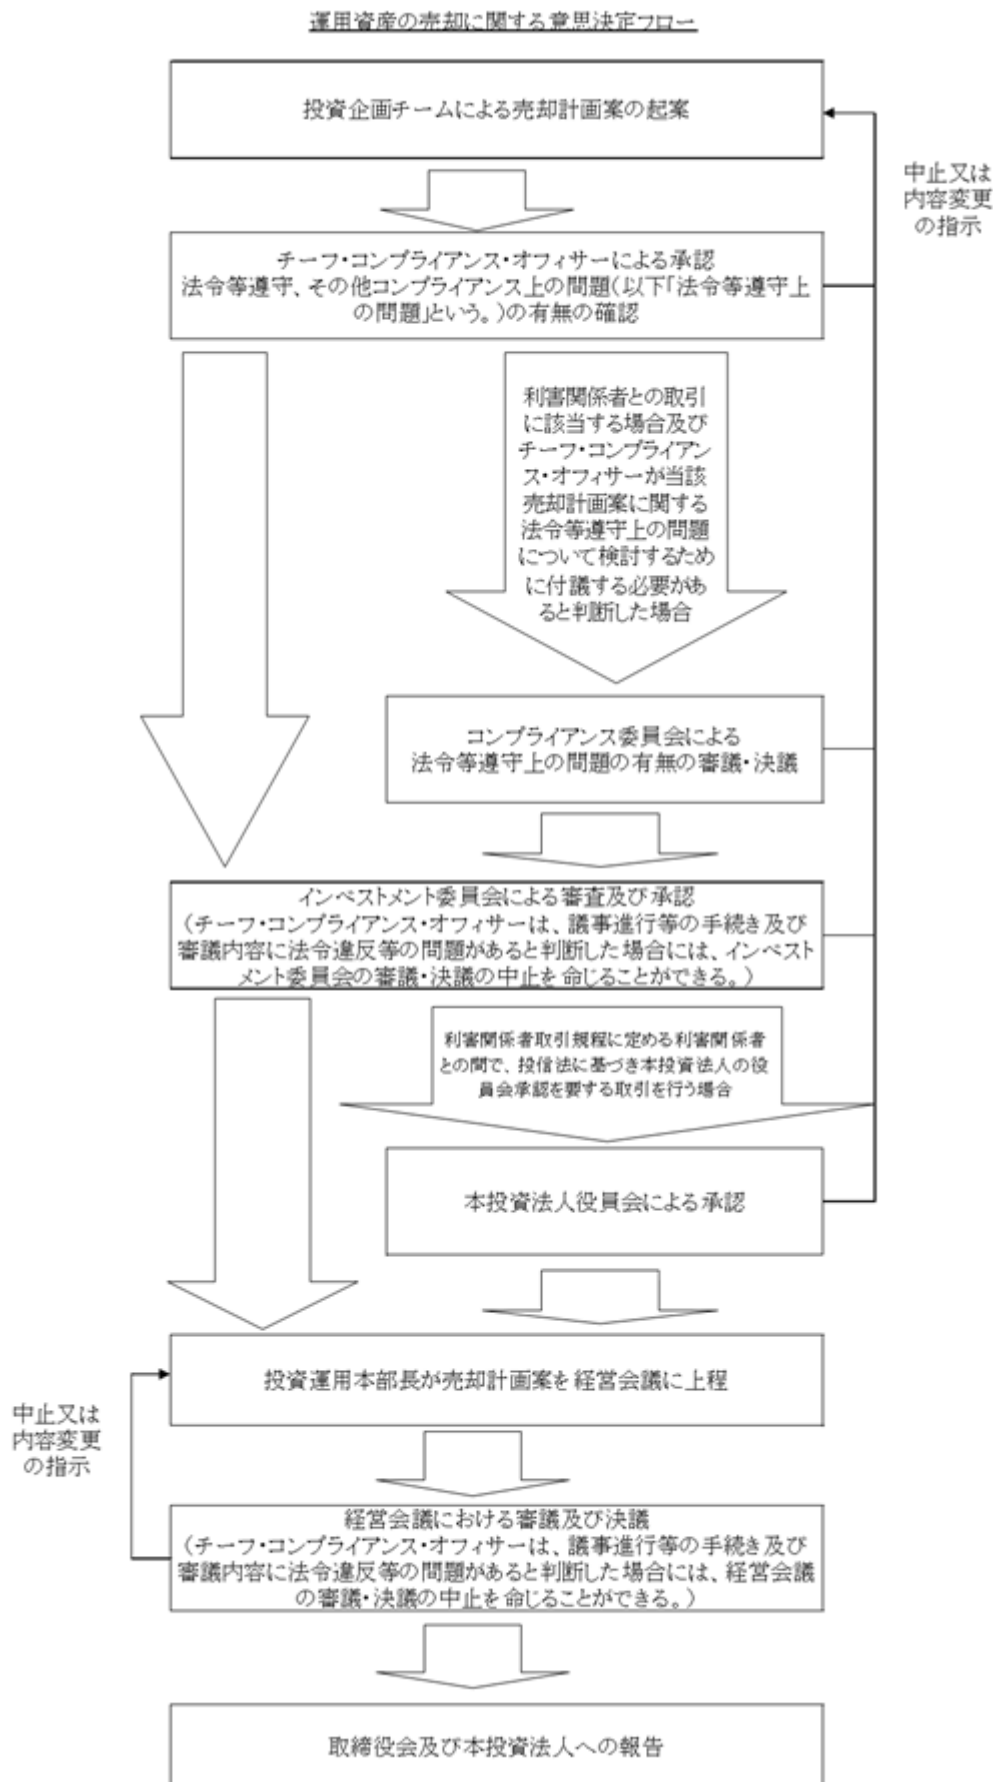 運用資産の売却に関する意思決定フロー
投資企画チームによる売却計画案の起案
中止又は
内容変更
の指示
チーフ・コンプライアンス・オフィサーによる承認
法令等遵守、その他コンプライアンス上の問題(以下「法令等遵守上
の問題」という。)の有無の確認
利害関係者との取引
に該当する場合及び
チーフ・コンプライアン
ス・オフィサーが当該
売却計画案に関する
法令等遵守上の問題
について検討するため
に付議する必要があ
ると判断した場合
コンプライアンス委員会による
法令等遵守上の問題の有無の審議・決議
インベストメント委員会による審査及び承認
(チーフ・コンプライアンス・オフィサーは、議事進行等の手続き及び
審議内容に法令違反等の問題があると判断した場合には、インベスト
メント委員会の審議・決議の中止を命じることができる。)
利害関係者取引規程に定める利害関係者
との間で、投信法に基づき本投資法人の役
員会承認を要する取引を行う場合
本投資法人役員会による承認
投資運用本部長が売却計画案を経営会議に上程
中止又は
内容変更
の指示
経営会議における審議及び決議
(チーフ・コンプライアンス・オフィサーは、議事進行等の手続き及び
審議内容に法令違反等の問題があると判断した場合には、経営会議
の審議・決議の中止を命じることができる。)
取締役会及び本投資法人への報告